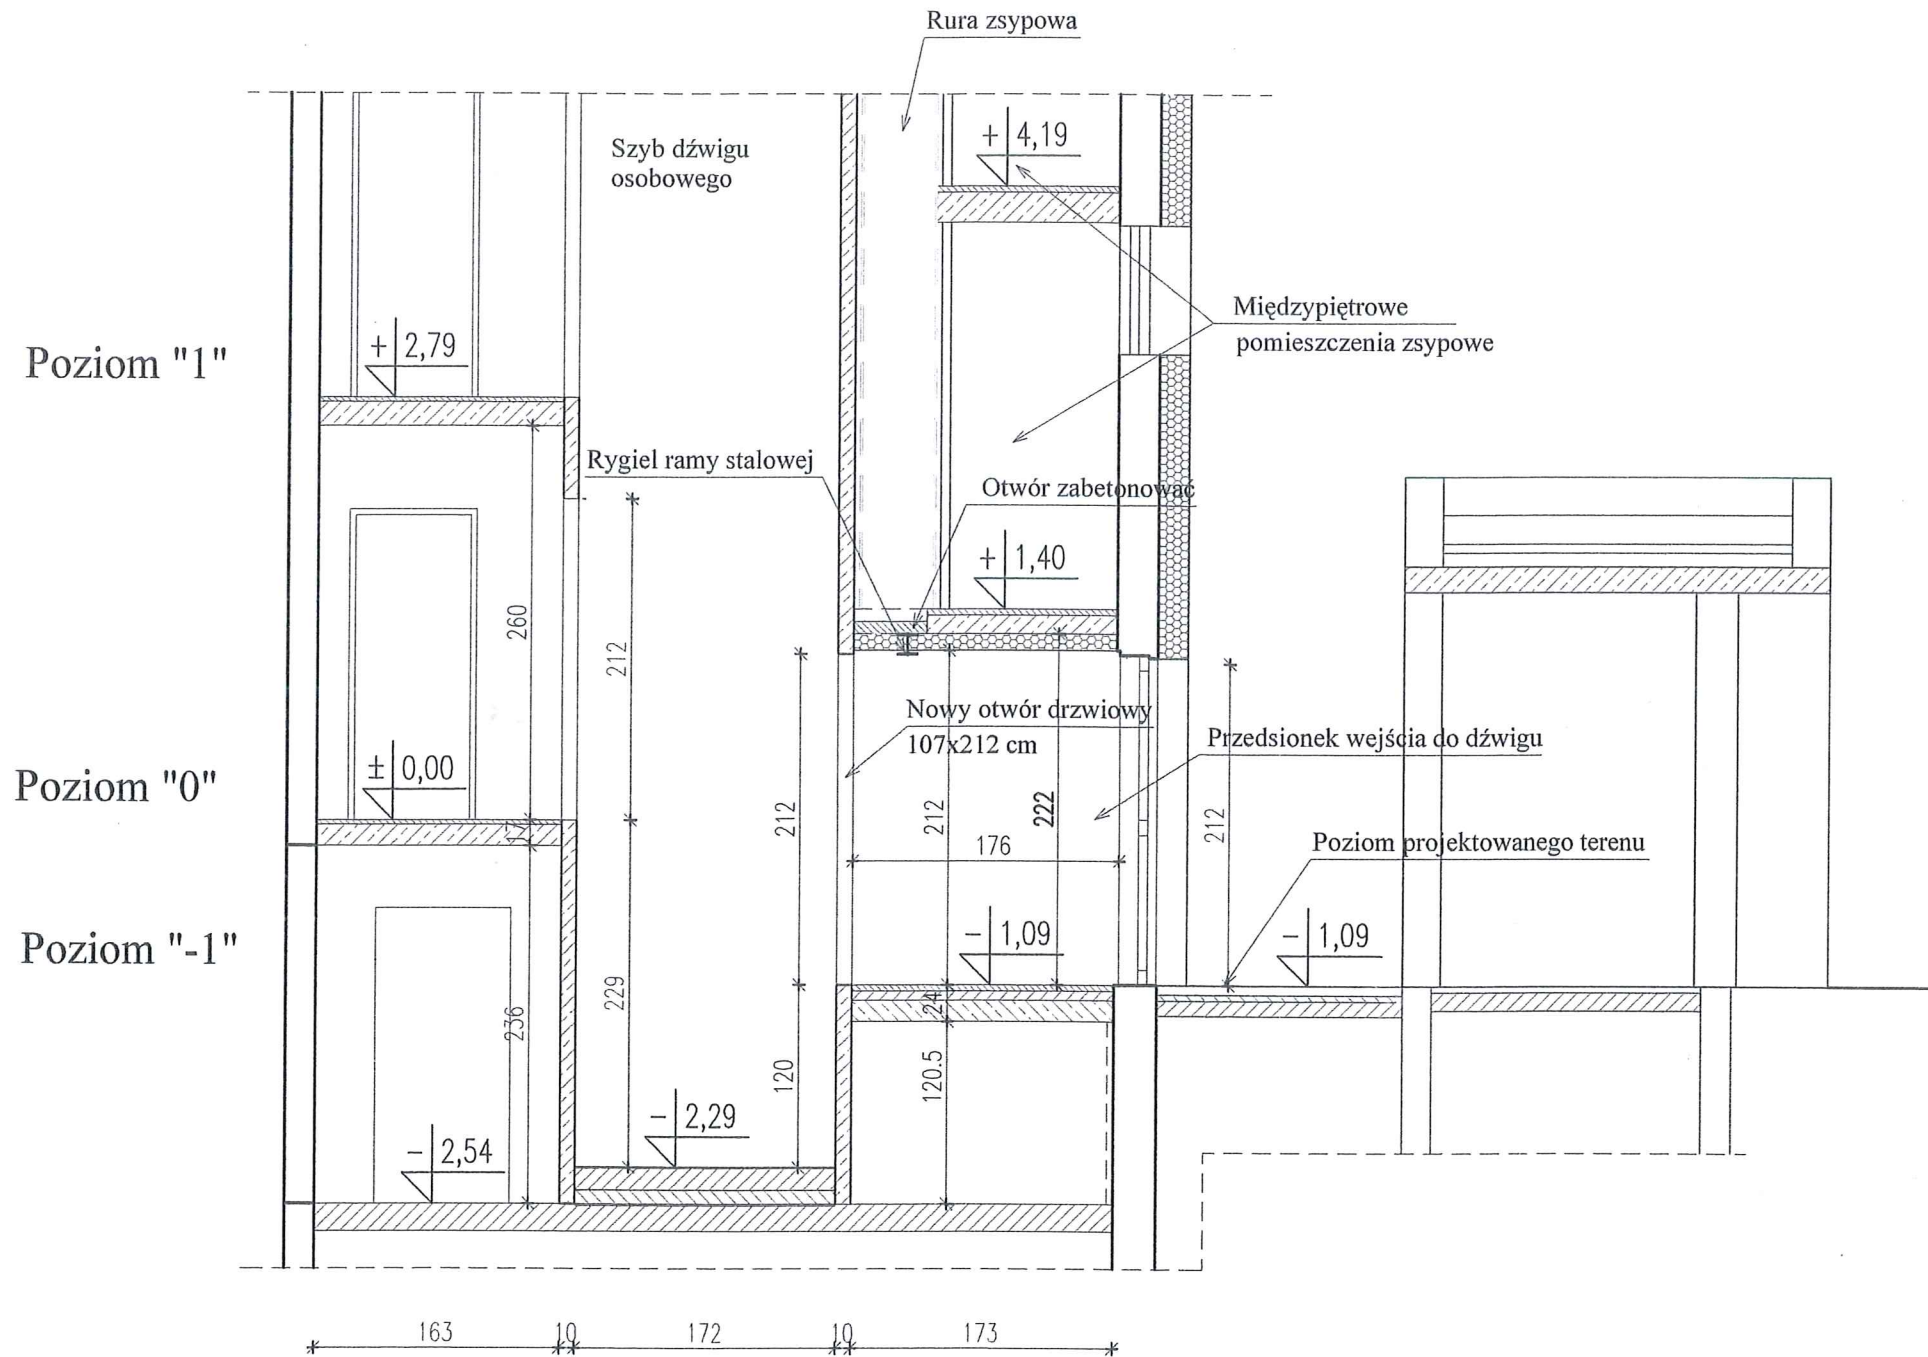 Rura zsypowa
Szyb dźwigu
osobowego
+ 4,19
Międzypiętrowe
pomieszczenia zsypowe
Poziom "1"
+ 2,79
Rygiel ramy stalowej
Otwór zabetonować
+ 1,40
260
212
Nowy otwór drzwiowy
107x212 cm
Przedsionek wejścia do dźwigu
Poziom "0"
± 0,00
17
212
212
222
212
176
Poziom projektowanego terenu
Poziom "-1"
- 1,09
- 1,09
236
229
24
120
120.5
- 2,29
- 2,54
163
10
172
10
173